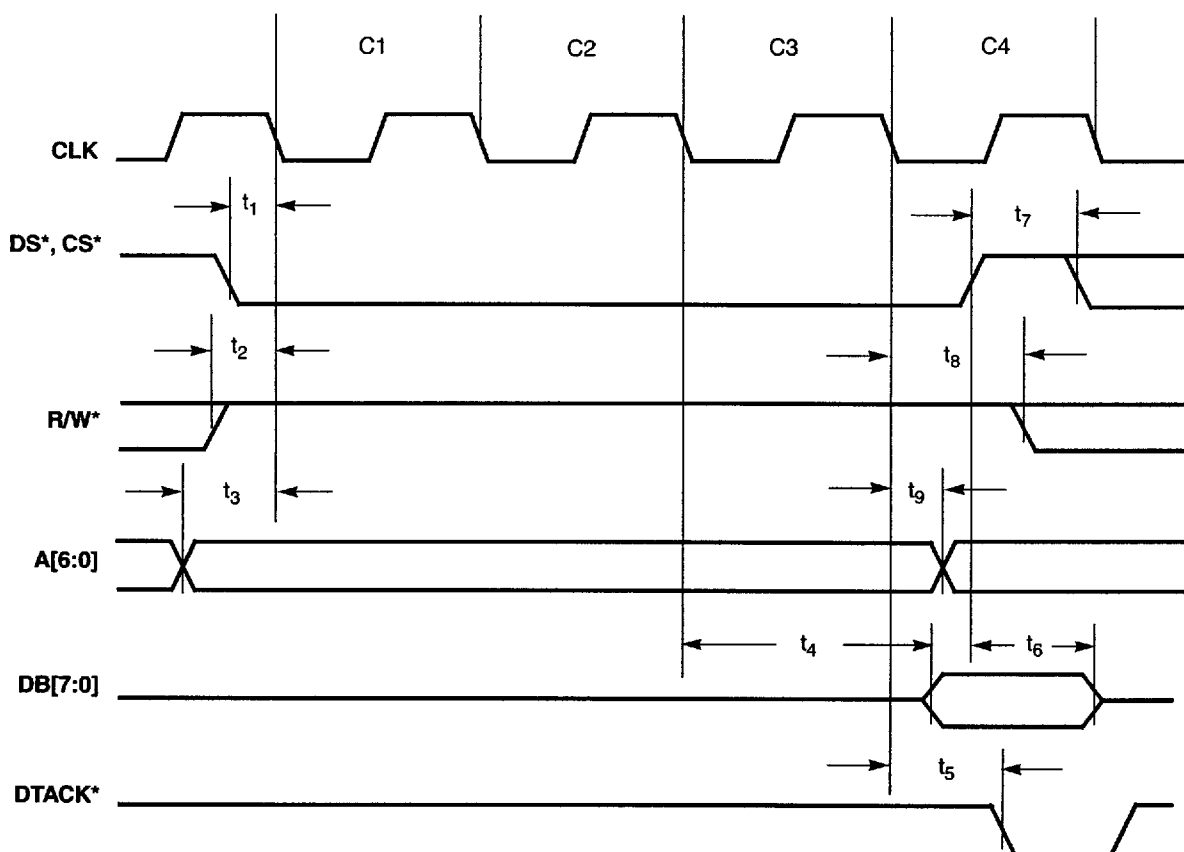 C1
C2
C3
C4
CLK
t1
t7
DS*, CS*
t2
t8
R/W*
t3
t9
A[6:0]
t4
t6
DB[7:0]
t5
DTACK*